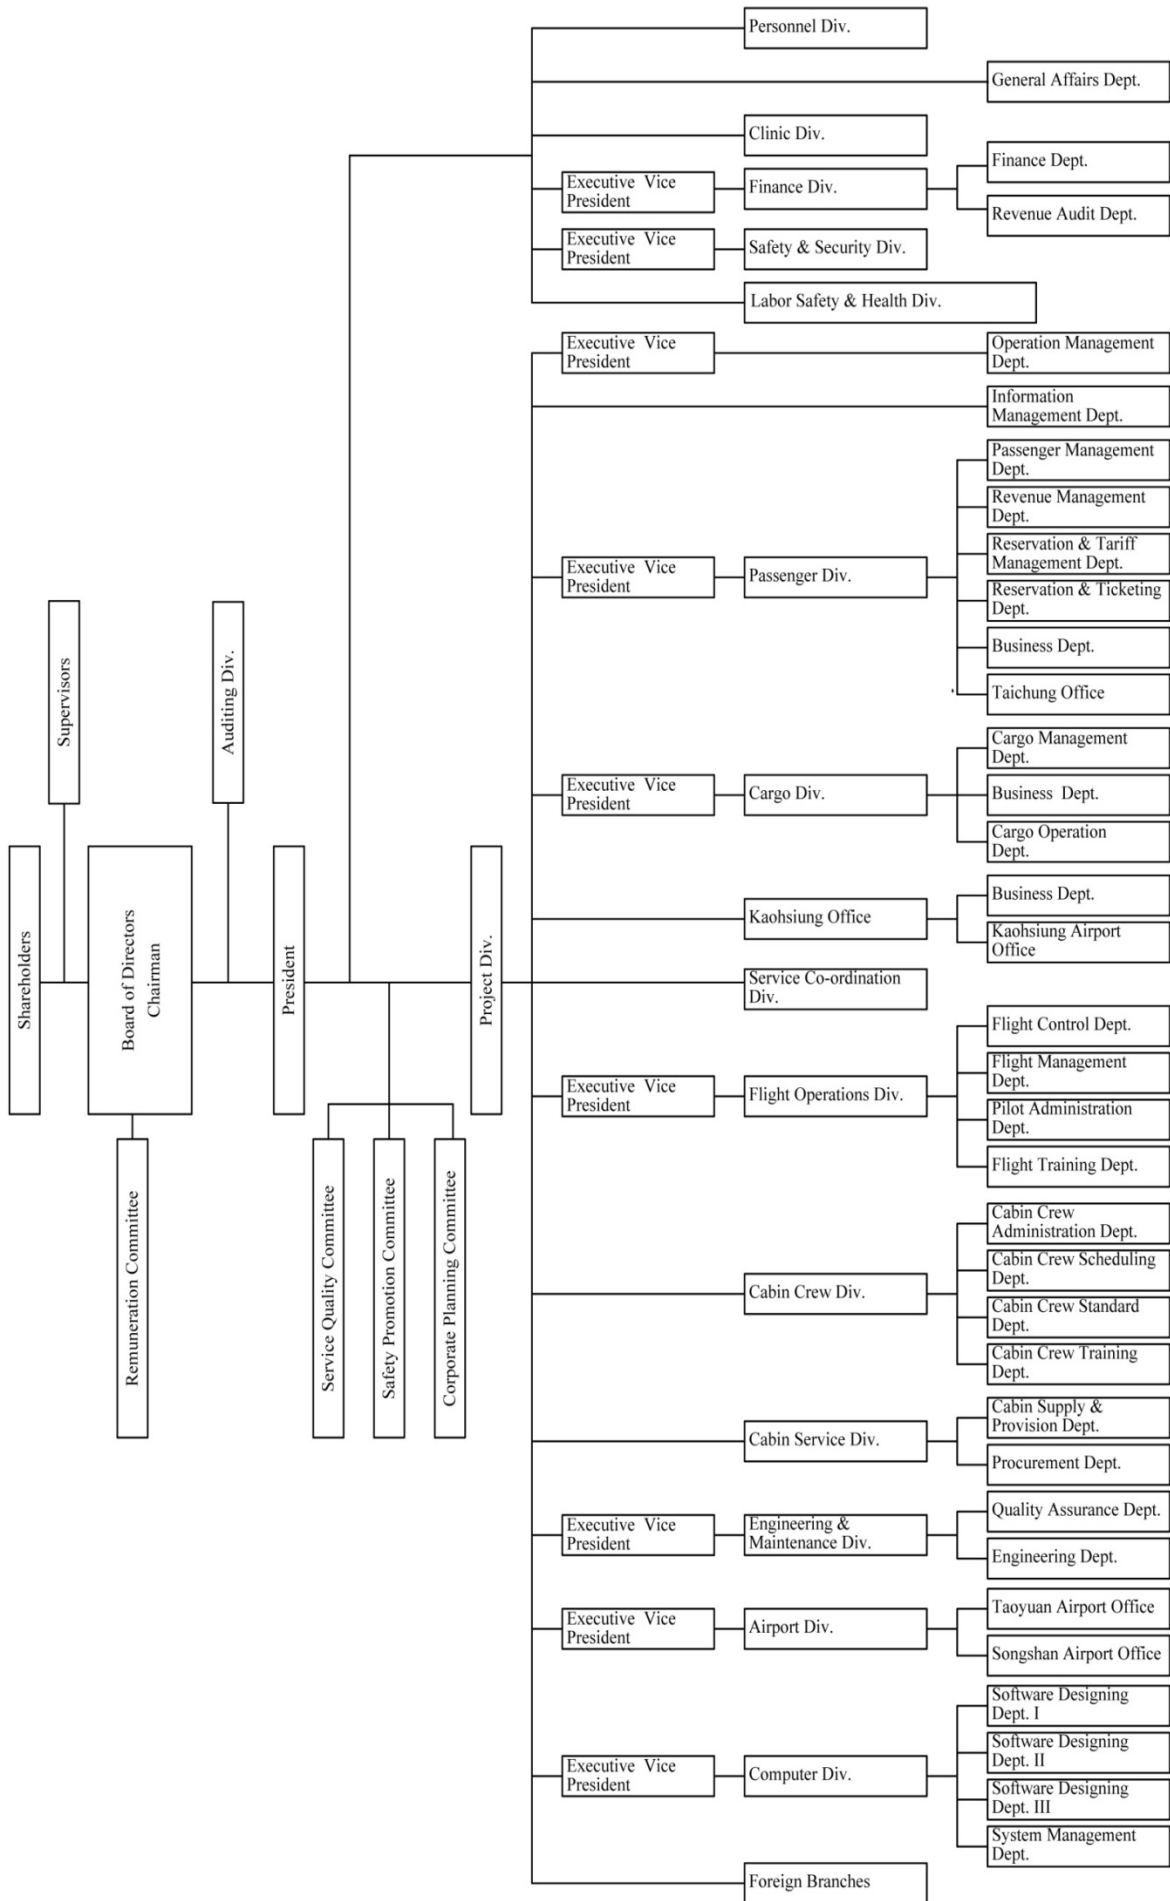 Shareholders
Supervisors
Board of Directors
Chairman
Remuneration Committee
Auditing Div.
President
Service Quality Committee
Safety Promotion Committee
Corporate Planning Committee
Project Div.
Personnel Div.
General Affairs Dept.
Clinic Div.
Executive Vice
President
Finance Div.
Finance Dept.
Revenue Audit Dept.
Executive Vice
President
Safety & Security Div.
Labor Safety & Health Div.
Executive Vice
President
Operation Management
Dept.
Information
Management Dept.
Executive Vice
President
Passenger Div.
Passenger Management
Dept.
Revenue Management
Dept.
Reservation & Tariff
Management Dept.
Reservation & Ticketing
Dept.
Business Dept.
Taichung Office
Executive Vice
President
Cargo Div.
Cargo Management
Dept.
Business Dept.
Cargo Operation
Dept.
Kaohsiung Office
Business Dept.
Kaohsiung Airport
Office
Service Co-ordination
Div.
Executive Vice
President
Flight Operations Div.
Flight Control Dept.
Flight Management
Dept.
Pilot Administration
Dept.
Flight Training Dept.
Cabin Crew Div.
Cabin Crew
Administration Dept.
Cabin Crew Scheduling
Dept.
Cabin Crew Standard
Dept.
Cabin Crew Training
Dept.
Cabin Service Div.
Cabin Supply &
Provision Dept.
Procurement Dept.
Executive Vice
President
Engineering &
Maintenance Div.
Quality Assurance Dept.
Engineering Dept.
Executive Vice
President
Airport Div.
Taoyuan Airport Office
Songshan Airport Office
Executive Vice
President
Computer Div.
Software Designing
Dept. I
Software Designing
Dept. II
Software Designing
Dept. III
System Management
Dept.
Foreign Branches